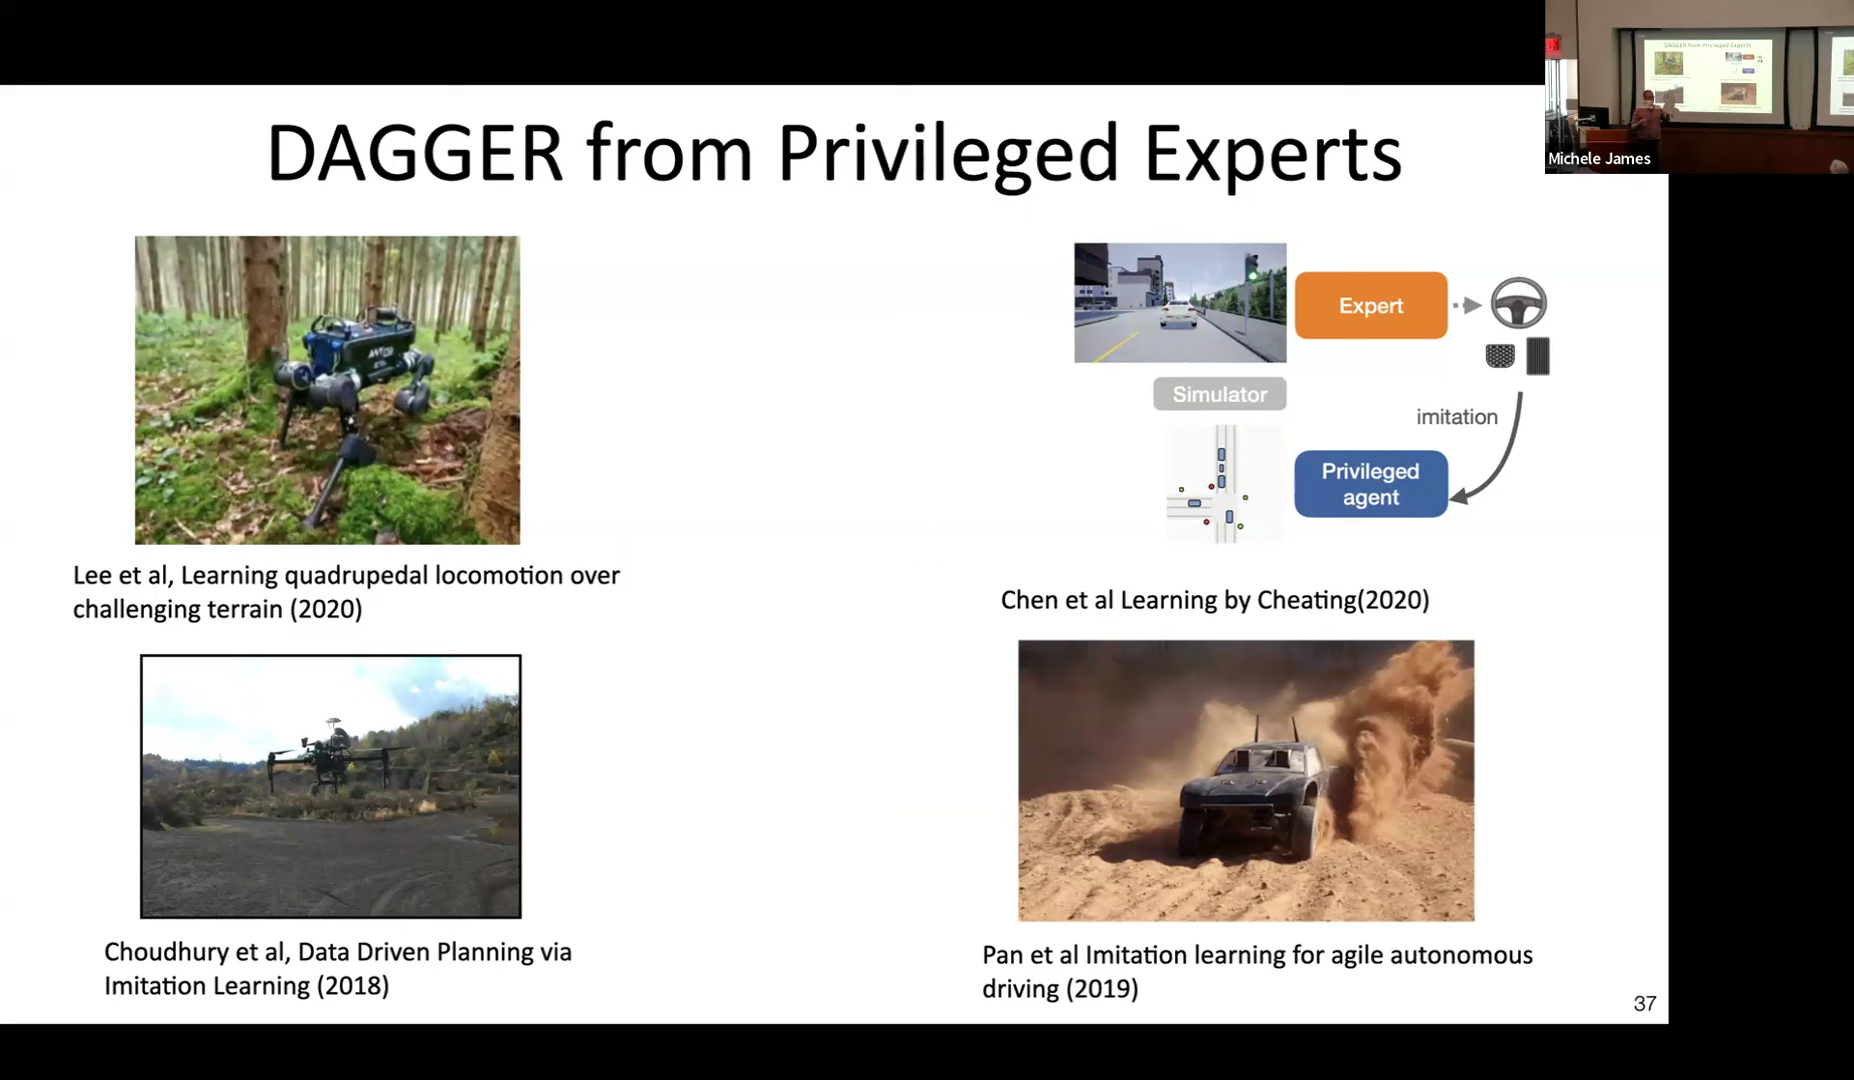 DAGGER from Privileged Experts
Michele James
Expert
Simulator
imitation
Privileged
agent
Lee et al, Learning quadrupedal locomotion over
challenging terrain (2020)
Chen et al Learning by Cheating(2020)
Choudhury et al, Data Driven Planning via
Imitation Learning (2018)
Pan et al Imitation learning for agile autonomous
driving (2019)
37